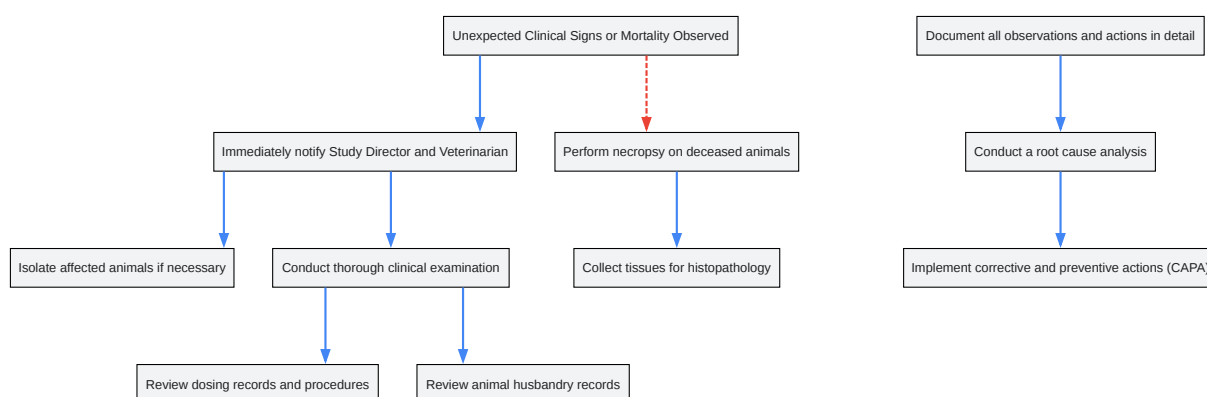 Unexpected Clinical Signs or Mortality Observed
Document all observations and actions in detail
Immediately notify Study Director and Veterinarian
Perform necropsy on deceased animals
Conduct a root cause analysis
Isolate affected animals if necessary
Conduct thorough clinical examination
Collect tissues for histopathology
Implement corrective and preventive actions (CAPA)
Review dosing records and procedures
Review animal husbandry records